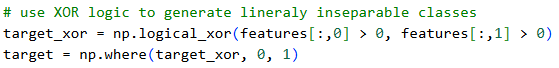 # use XOR logic to generate lineraly inseparable classes
target_xor = np.logical_xor(features[:,0] > 0, features[:,1] > 0)
target = np.where(target_xor, 0, 1)